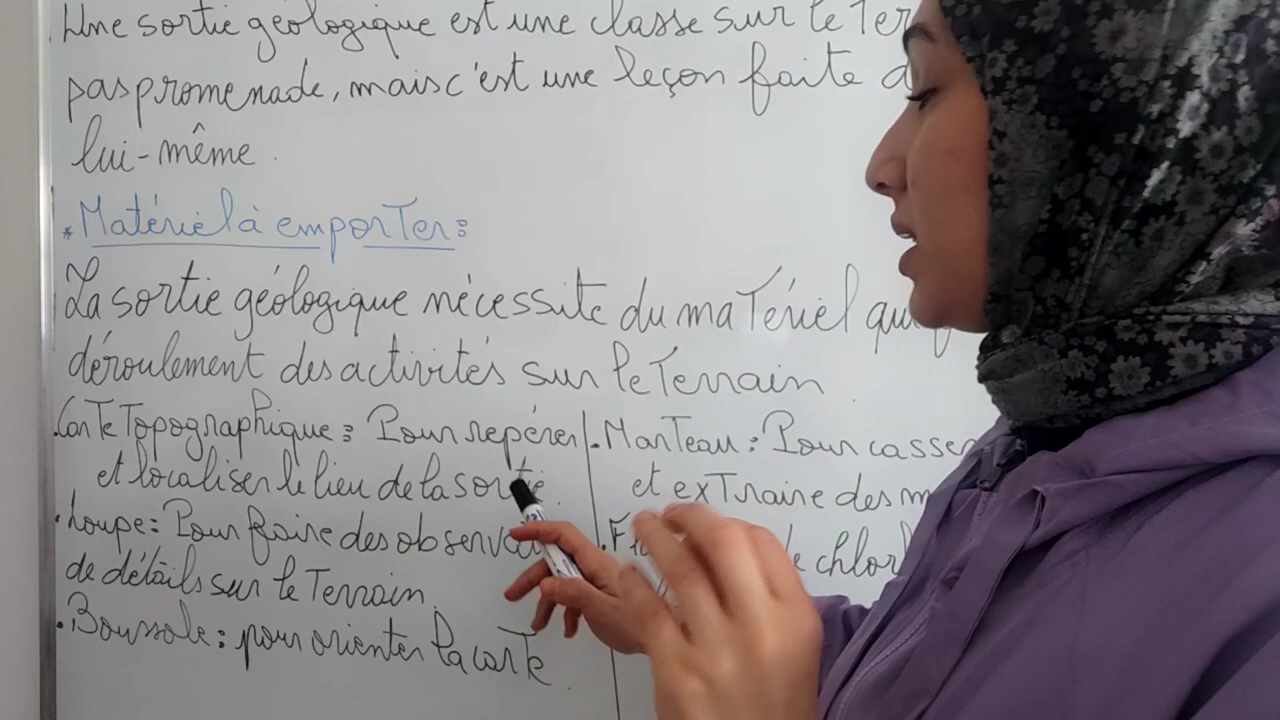 Une sortie géologique est une classe sur le Ter
pas promenade, mais c'est une leçon faite d
lui-même.
* Matériel à emporter :
La sortie géologique nécessite du matériel qui
déroulement des activités sur le Terrain
. Carte Topographique : Pour repérer
et localiser le lieu de la sortie.
. Loupe : Pour faire des observa
de détails sur le Terrain.
. Boussole : pour orienter la carte.
. Marteau : Pour casser
et exTraire des
de chlor